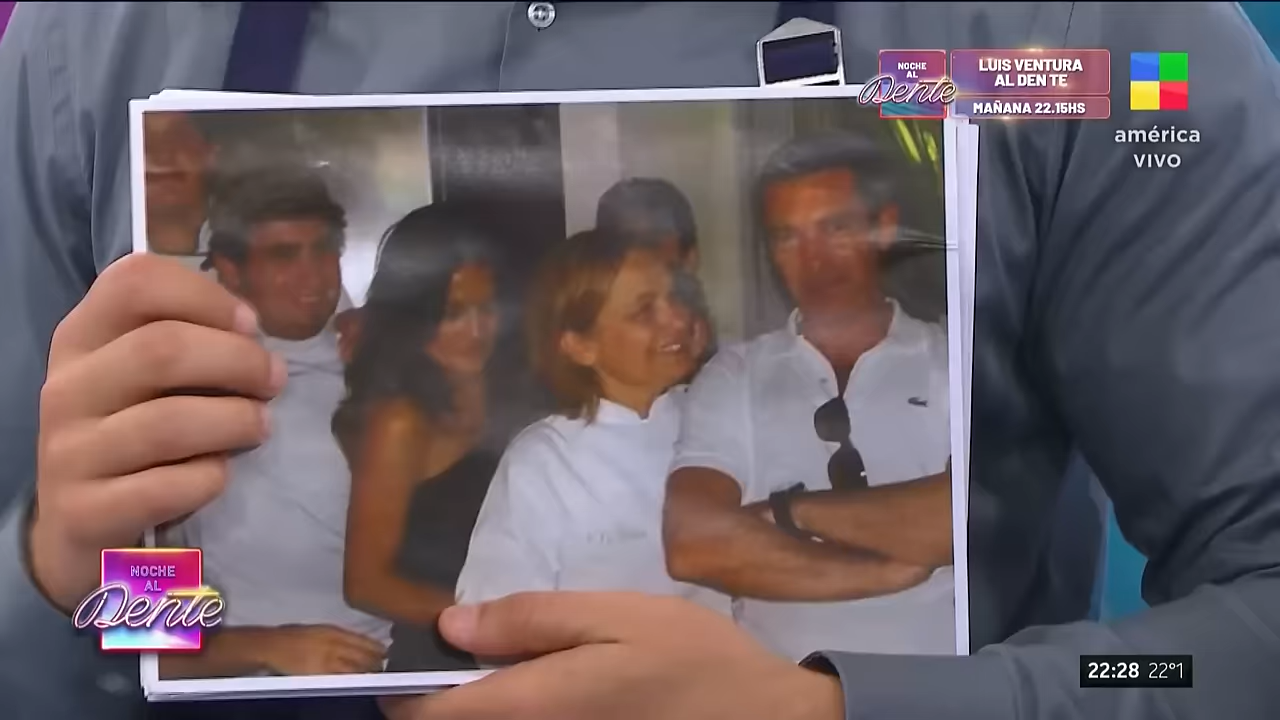 NOCHE
AL
Dente
LUIS VENTURA
AL DENTE
MAÑANA 22.15HS
américa
VIVO
NOCHE
AL
Dente
22:28 22°1